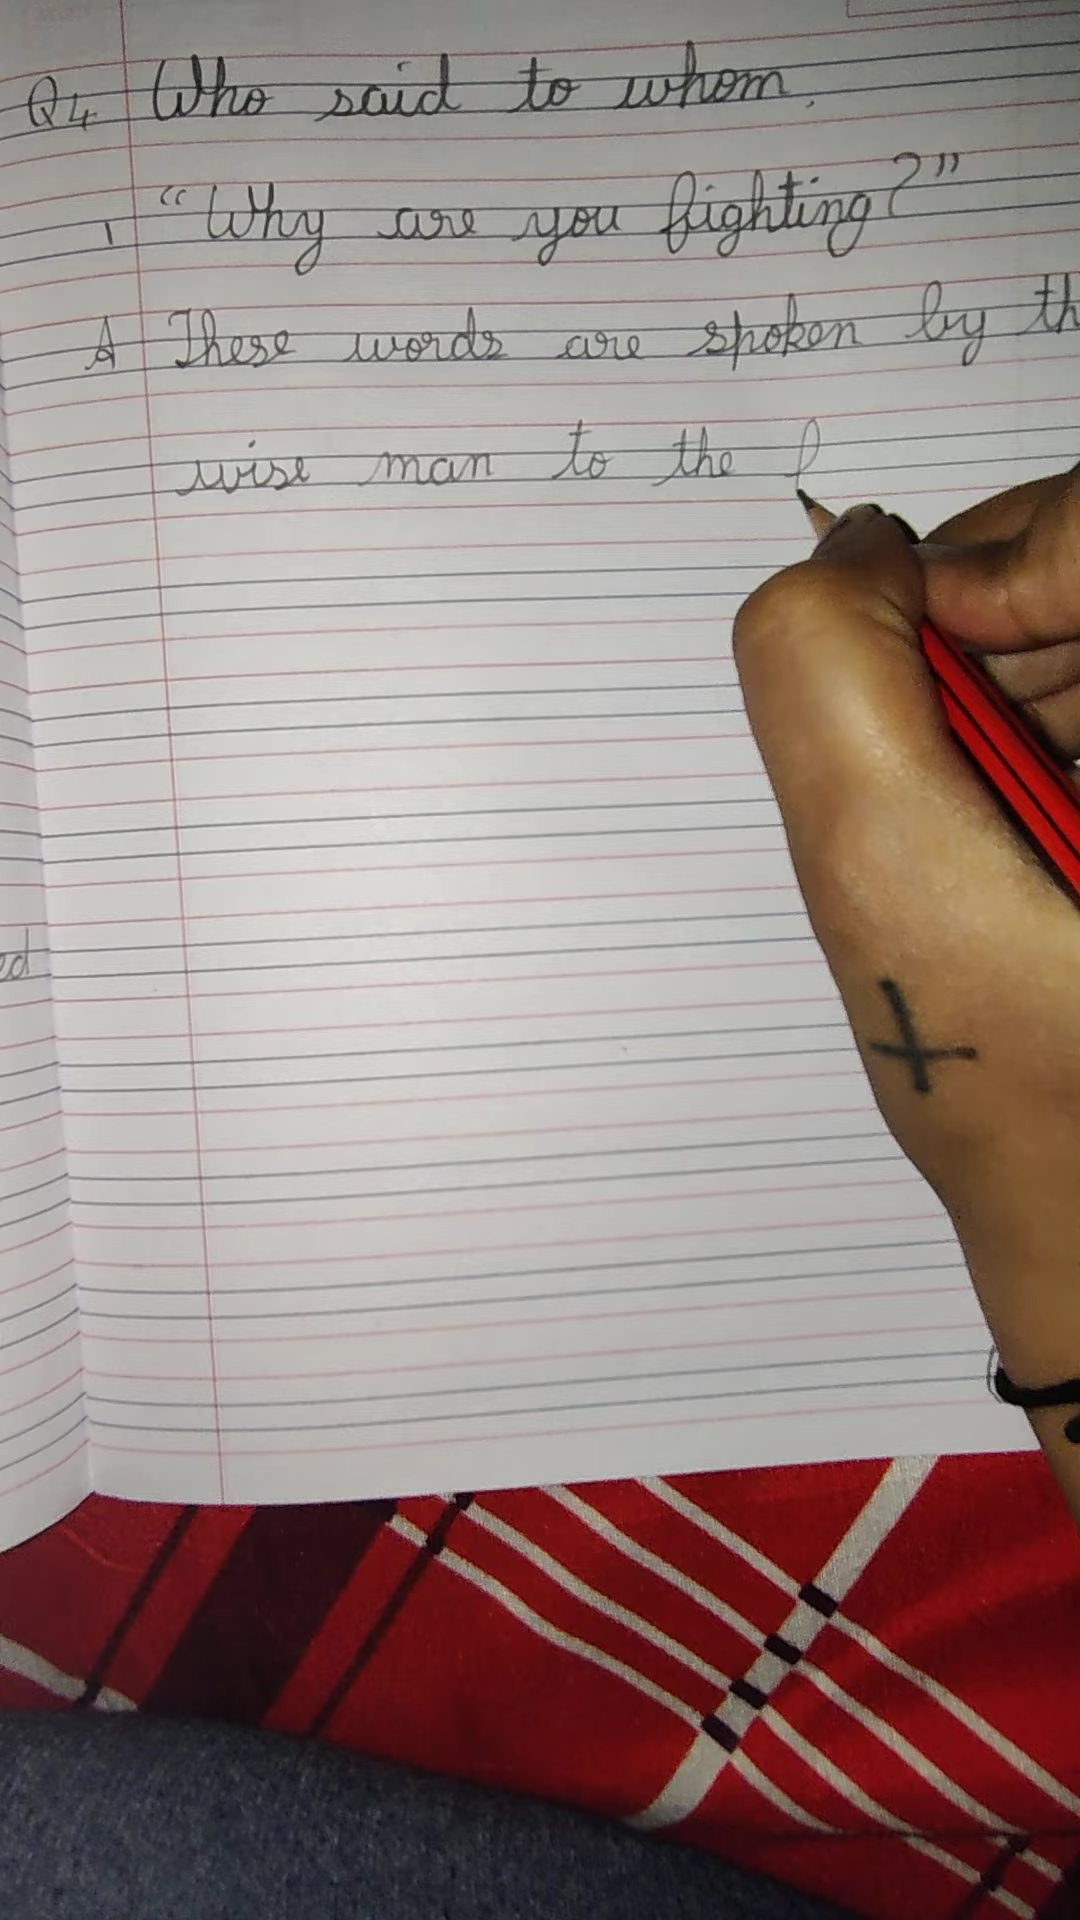 Q4 Who said to whom.
1 "Why are you fighting?"
A These words are spoken by th
wise man to the f
ed